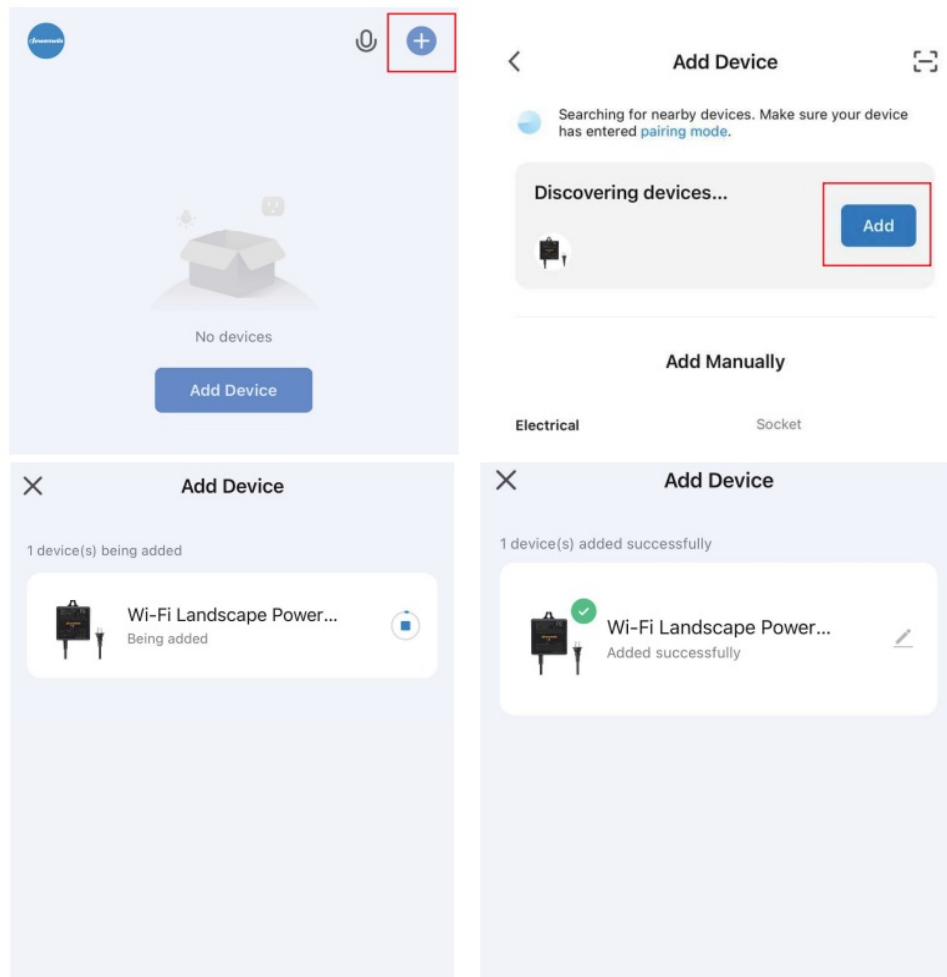 No devices
Add Device
Add Device
Searching for nearby devices. Make sure your device
has entered pairing mode.
Discovering devices...
Add
Add Manually
Electrical
Socket
Add Device
1 device(s) being added
Wi-Fi Landscape Power...
Being added
Add Device
1 device(s) added successfully
Wi-Fi Landscape Power...
Added successfully